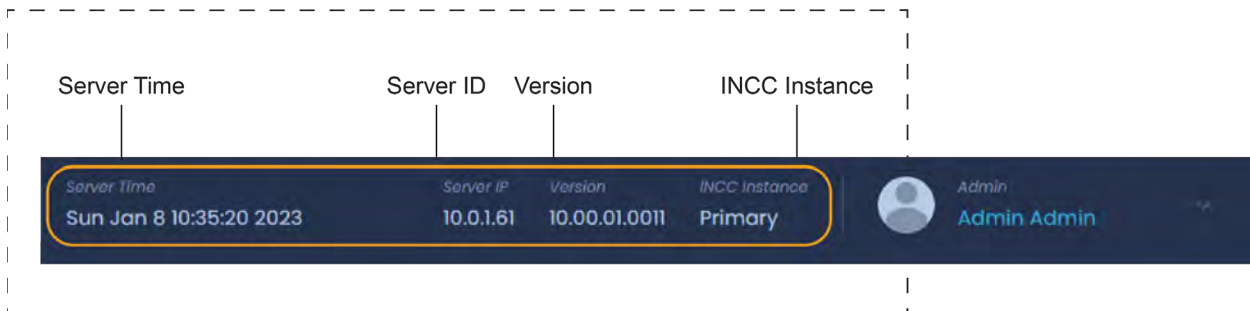 Server Time Server ID Version INCC Instance
Server Time Server IP Version INCC Instance Admin
Sun Jan 8 10:35:20 2023 10.0.1.61 10.00.01.0011 Primary Admin Admin